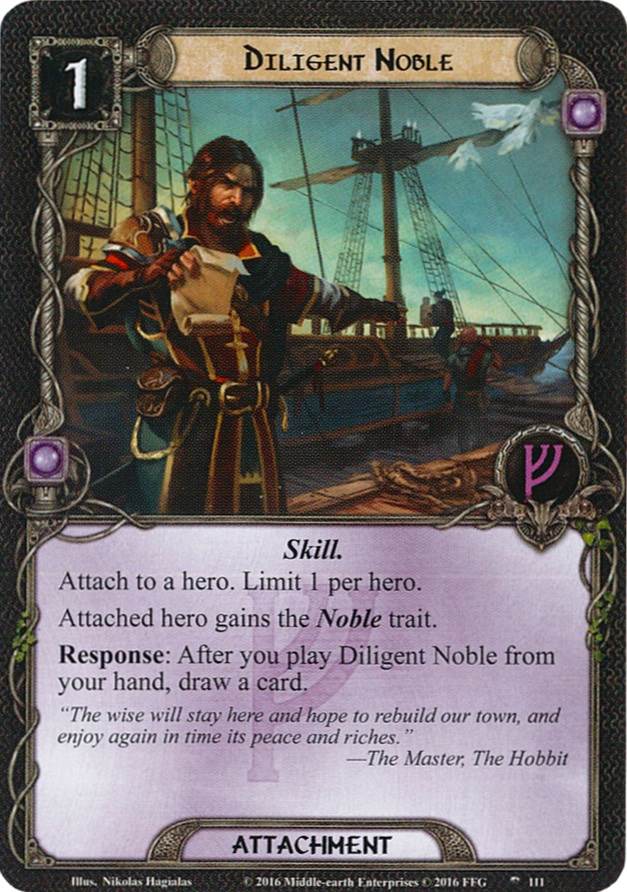 DILIGENT NOBLE
1
Skill.
Attach to a hero. Limit 1 per hero.
Attached hero gains the Noble trait.
Response: After you play Diligent Noble from
your hand, draw a card.
“The wise will stay here and hope to rebuild our town, and
enjoy again in time its peace and riches.”
—The Master, The Hobbit
ATTACHMENT
Illus. Nikolas Hagialas © 2016 Middle-earth Enterprises © 2016 FFG 111